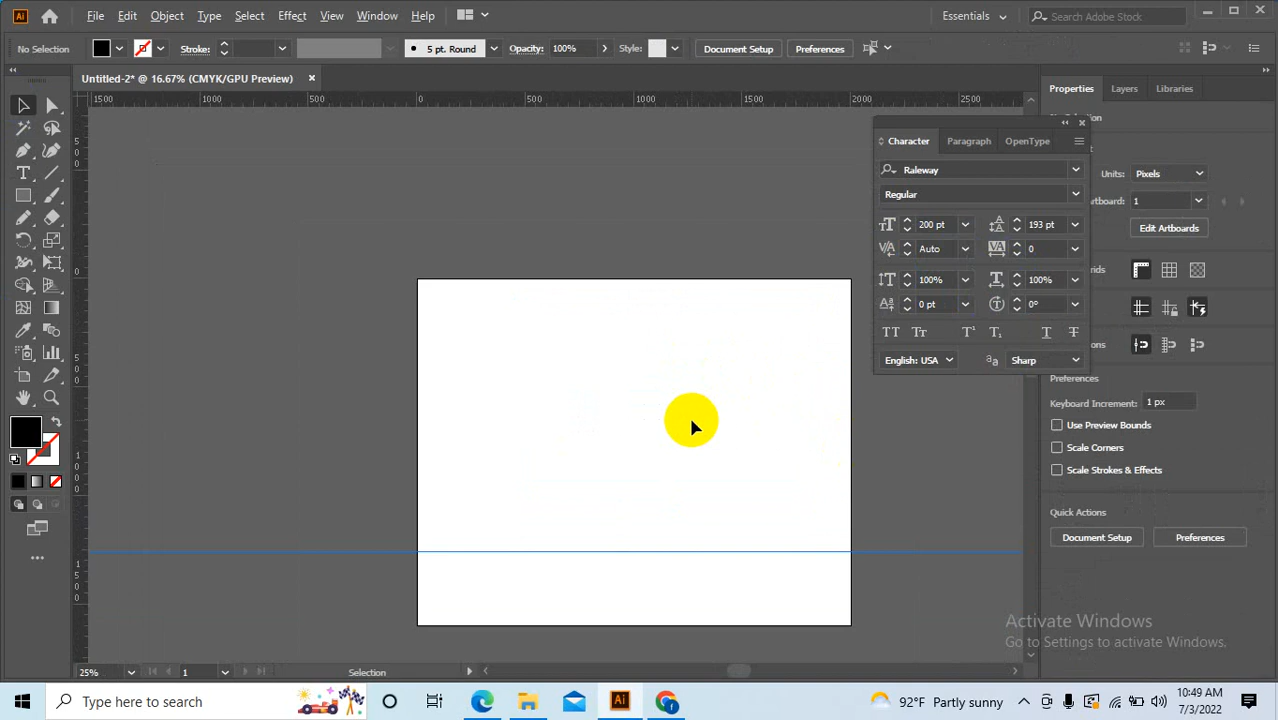 Ai File Edit Object Type Select Effect View Window Help Essentials Search Adobe Stock
No Selection Stroke: 5 pt. Round Opacity: 100% Style: Document Setup Preferences
Untitled-2* @ 16.67% (CMYK/GPU Preview)
Properties Layers Libraries
1500 1000 500 0 500 1000 1500 2000 2500
Character Paragraph OpenType
Raleway
Units: Pixels
Regular
1
200 pt 193 pt
Edit Artboards
Auto 0
100% 100%
0 pt 0°
English: USA Sharp
Preferences
Keyboard Increment: 1 px
Use Preview Bounds
Scale Corners
Scale Strokes & Effects
Quick Actions
Document Setup Preferences
Activate Windows
Go to Settings to activate Windows.
25% 1 Selection
Type here to search
Ai
92°F Partly sunny
10:49 AM
7/3/2022